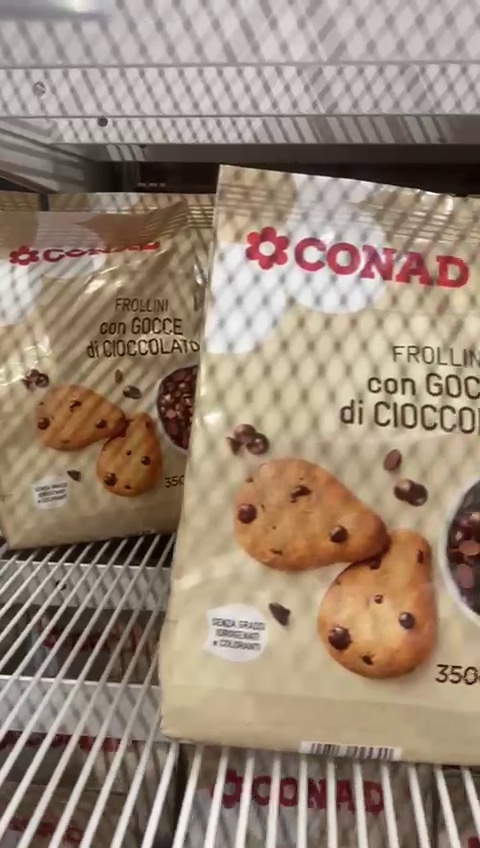 CONAD
FROLLINI
con GOCCE
di CIOCCOLATO
350
SENZA GRASSI
IDROGENATI
e COLORANTI
CONAD
FROLLIN
con GOC
di CIOCCO
SENZA GRASSI
IDROGENATI
e COLORANTI
350
CONAD